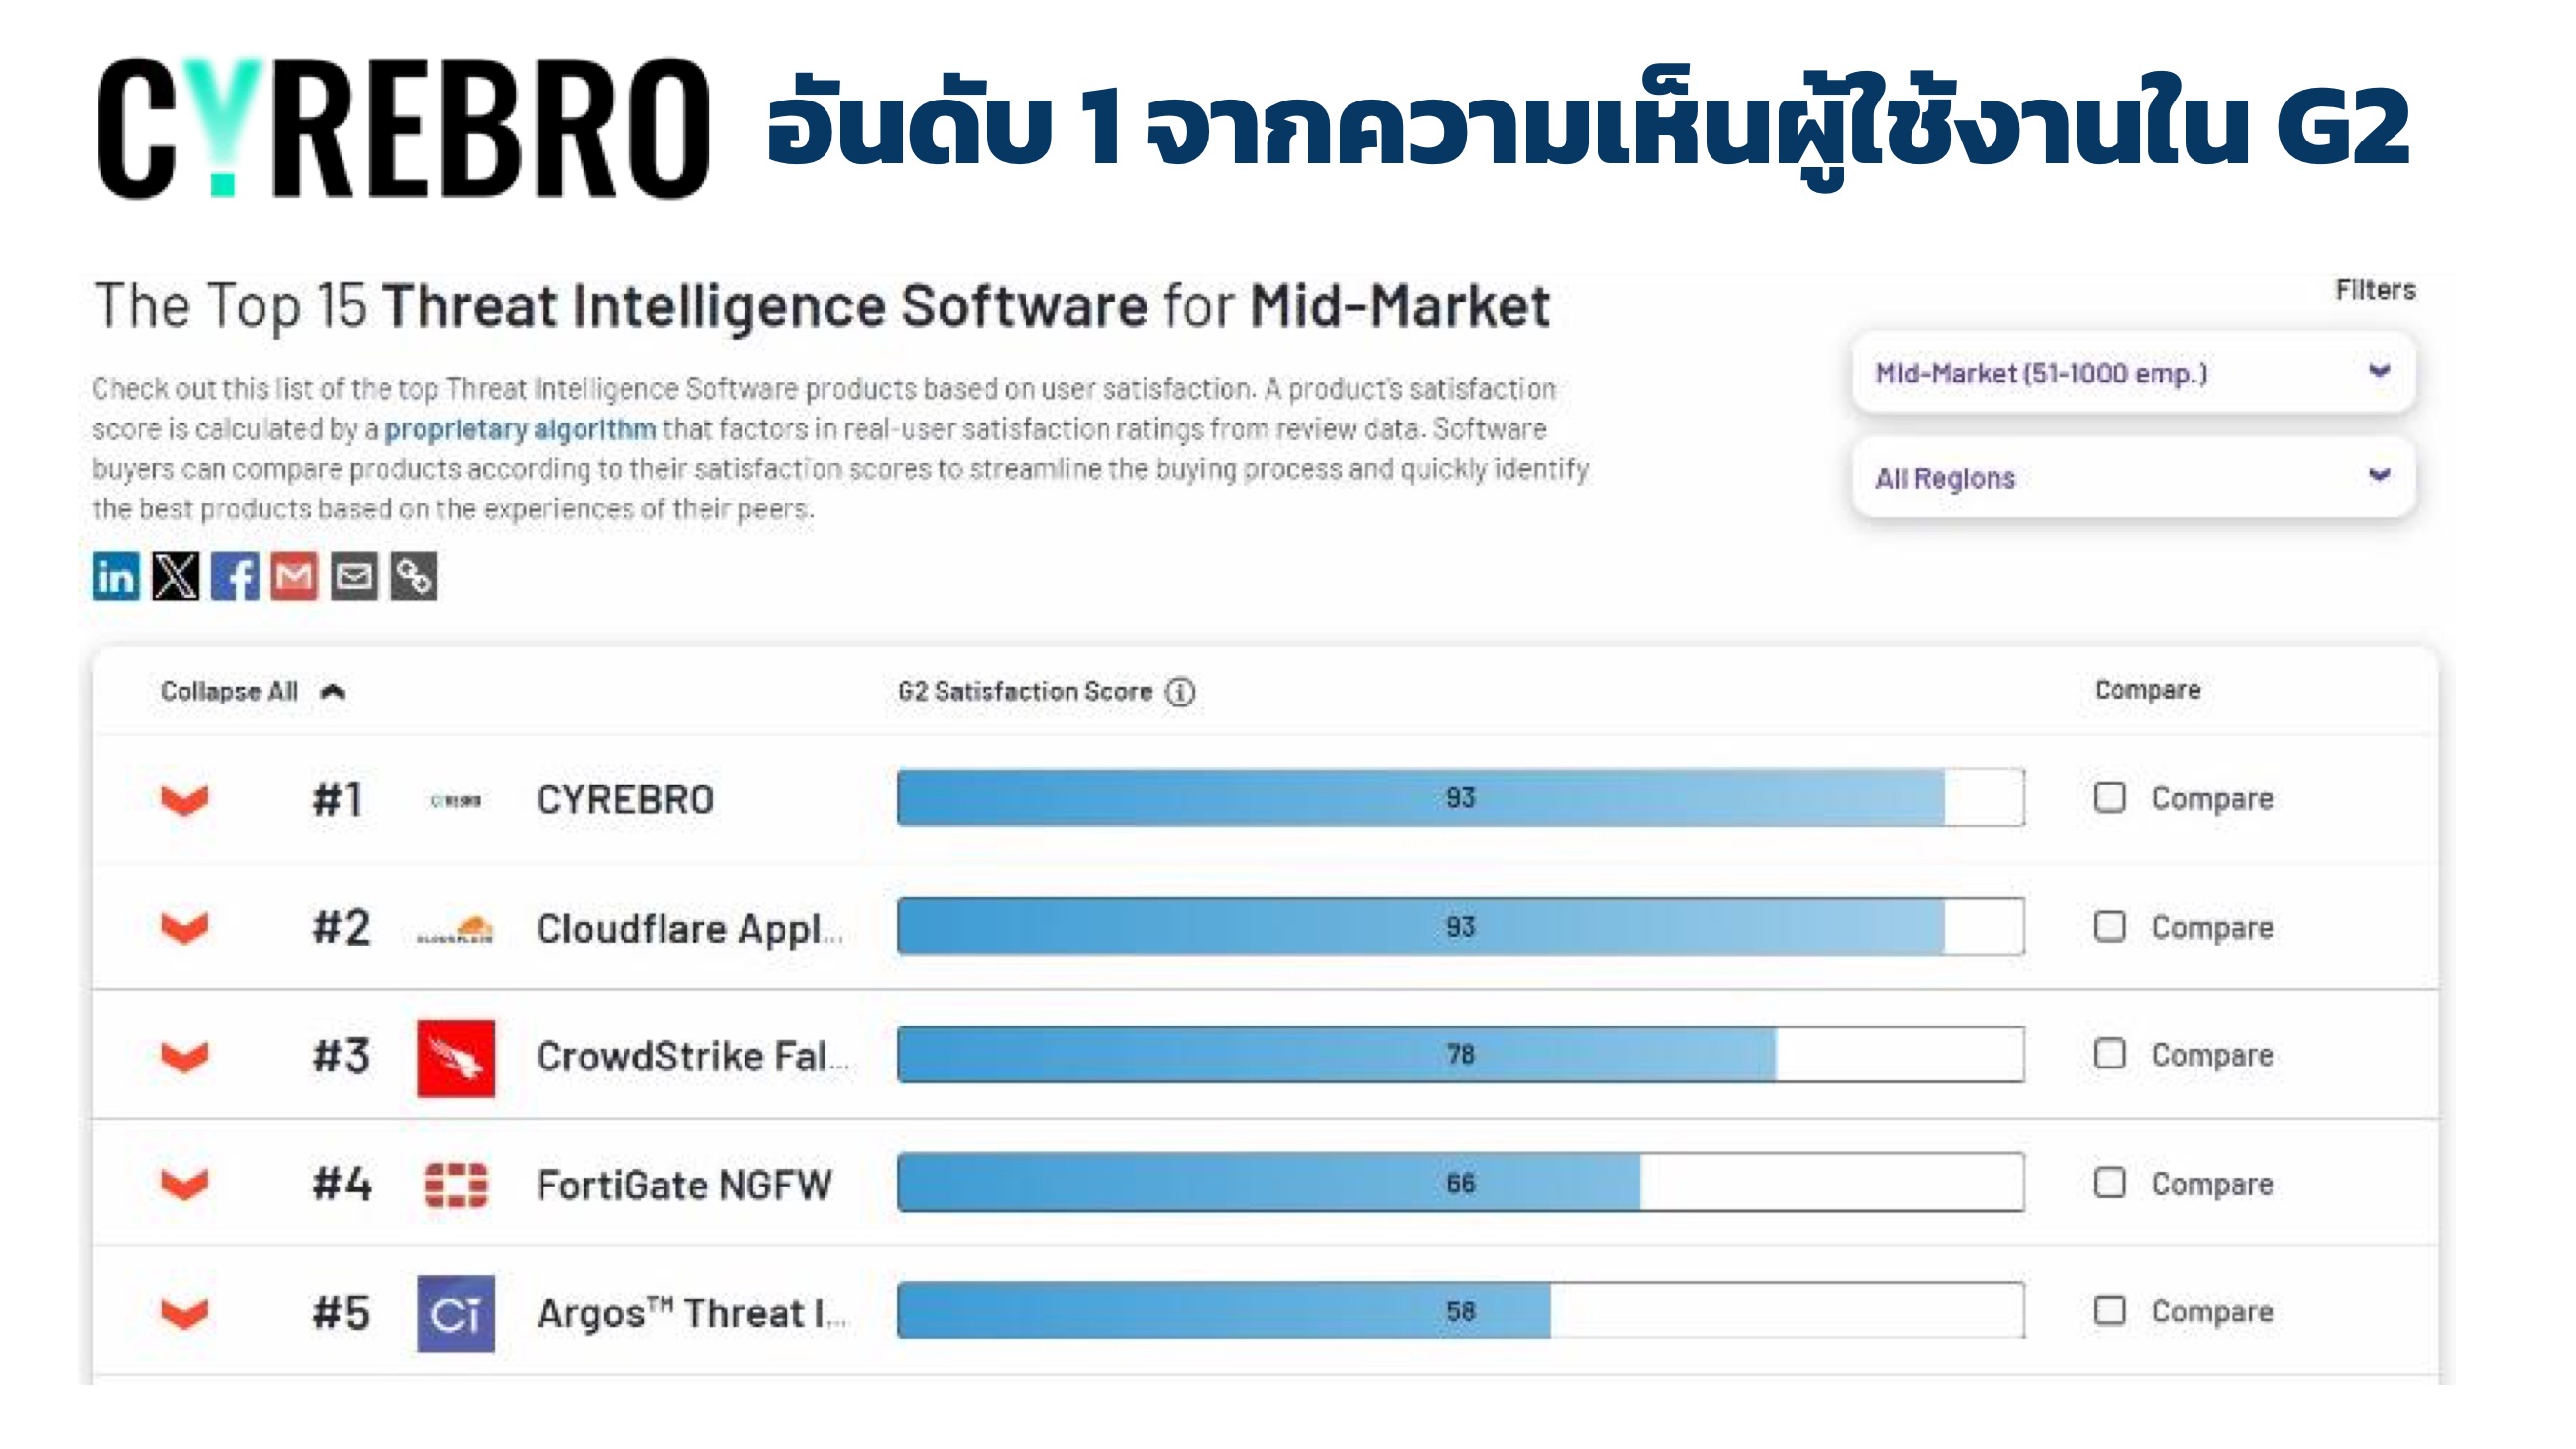 CYREBRO อันดับ 1 จากความเห็นผู้ใช้งานใน G2
The Top 15 Threat Intelligence Software for Mid-Market
Filters
Check out this list of the top Threat Intelligence Software products based on user satisfaction. A product's satisfaction
score is calculated by a proprietary algorithm that factors in real-user satisfaction ratings from review data. Software
buyers can compare products according to their satisfaction scores to streamline the buying process and quickly identify
the best products based on the experiences of their peers.
Mid-Market (51-1000 emp.)
All Regions
Collapse All G2 Satisfaction Score Compare
#1 CYREBRO CYREBRO 93 Compare
#2 CLOUDFLARE Cloudflare Appl... 93 Compare
#3 CrowdStrike Fal... 78 Compare
#4 FortiGate NGFW 66 Compare
#5 Ci Argos™ Threat I... 58 Compare